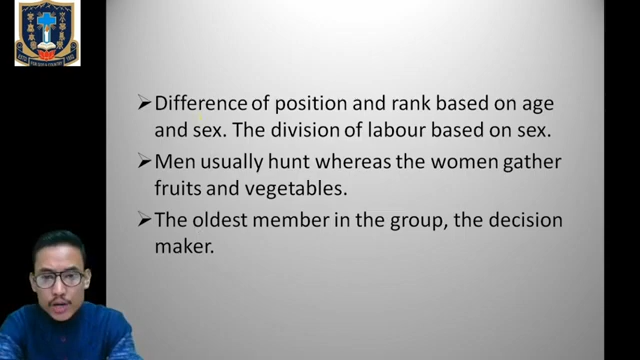 ➢Difference of position and rank based on age
and sex. The division of labour based on sex.
➢Men usually hunt whereas the women gather
fruits and vegetables.
➢The oldest member in the group, the decision
maker.